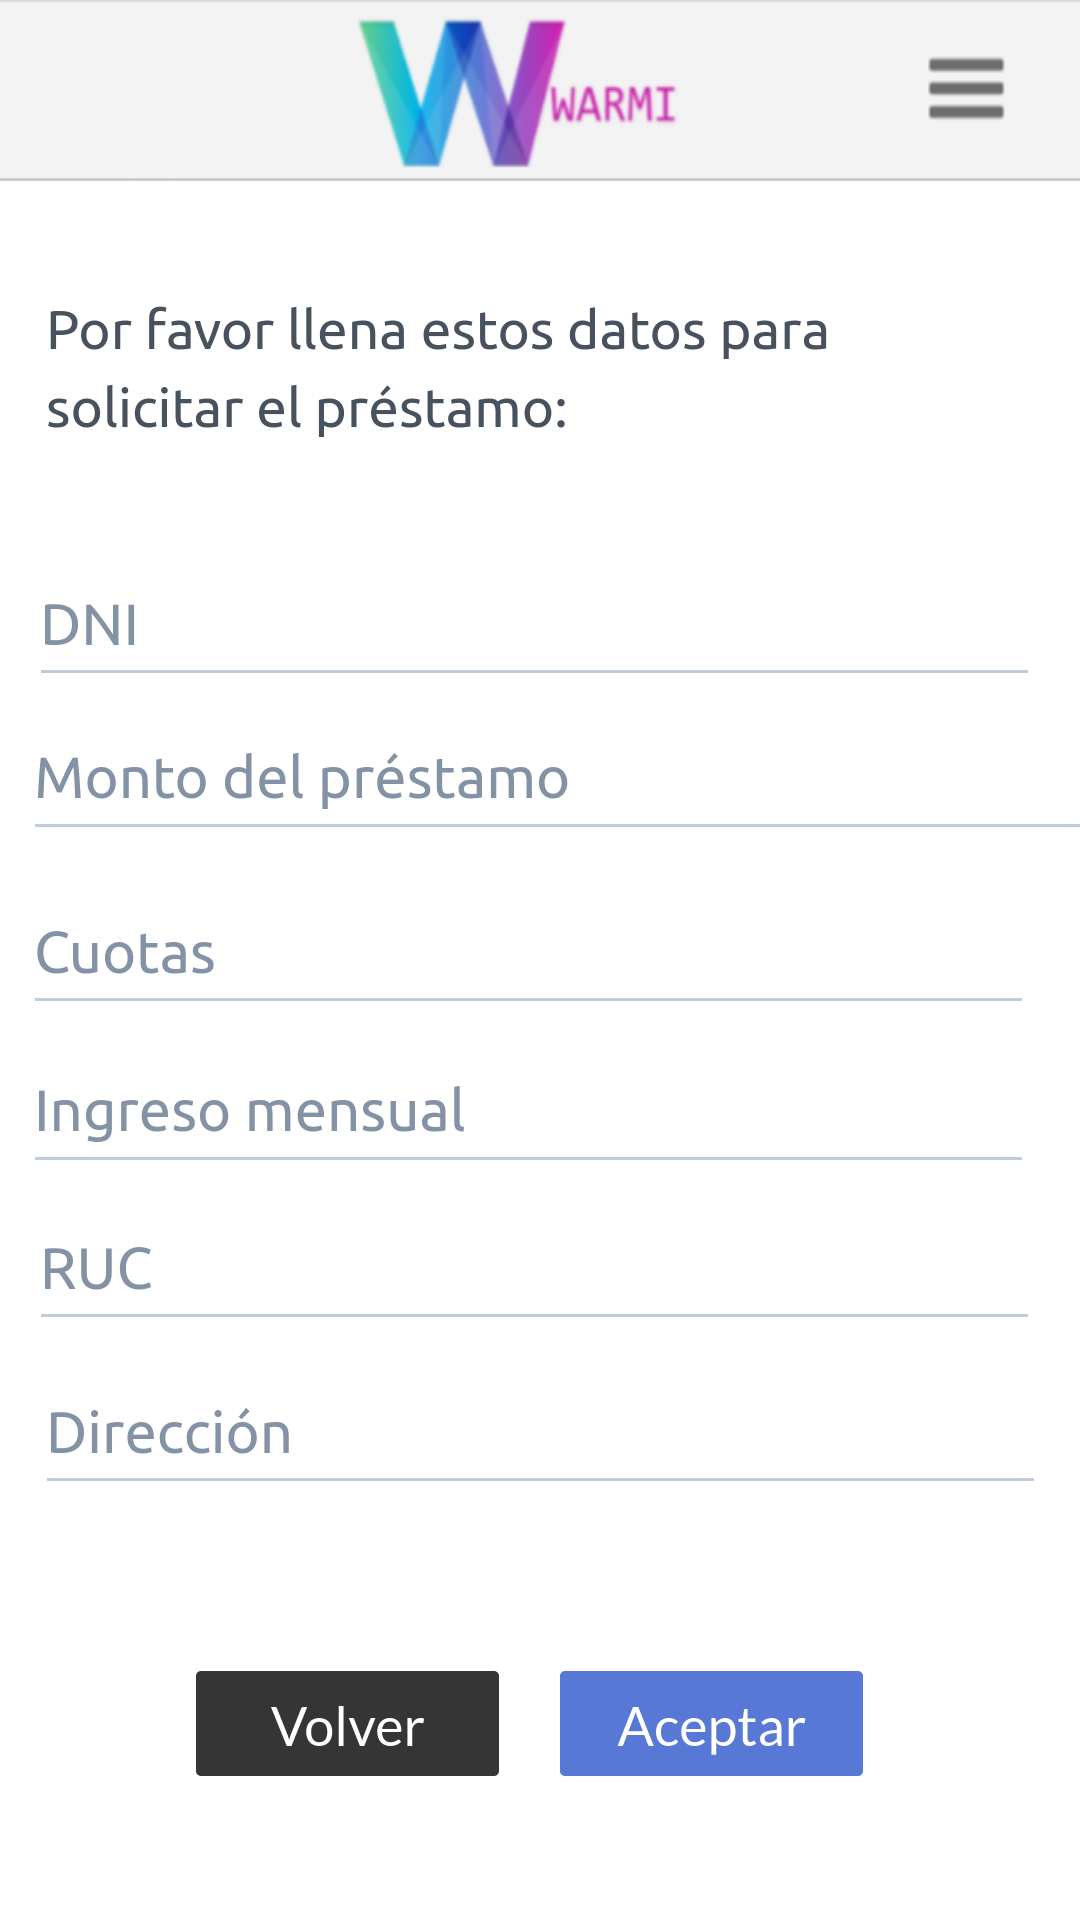 WARMI
Por favor llena estos datos para
solicitar el préstamo:
DNI
Monto del préstamo
Cuotas
Ingreso mensual
RUC
Dirección
Volver
Aceptar